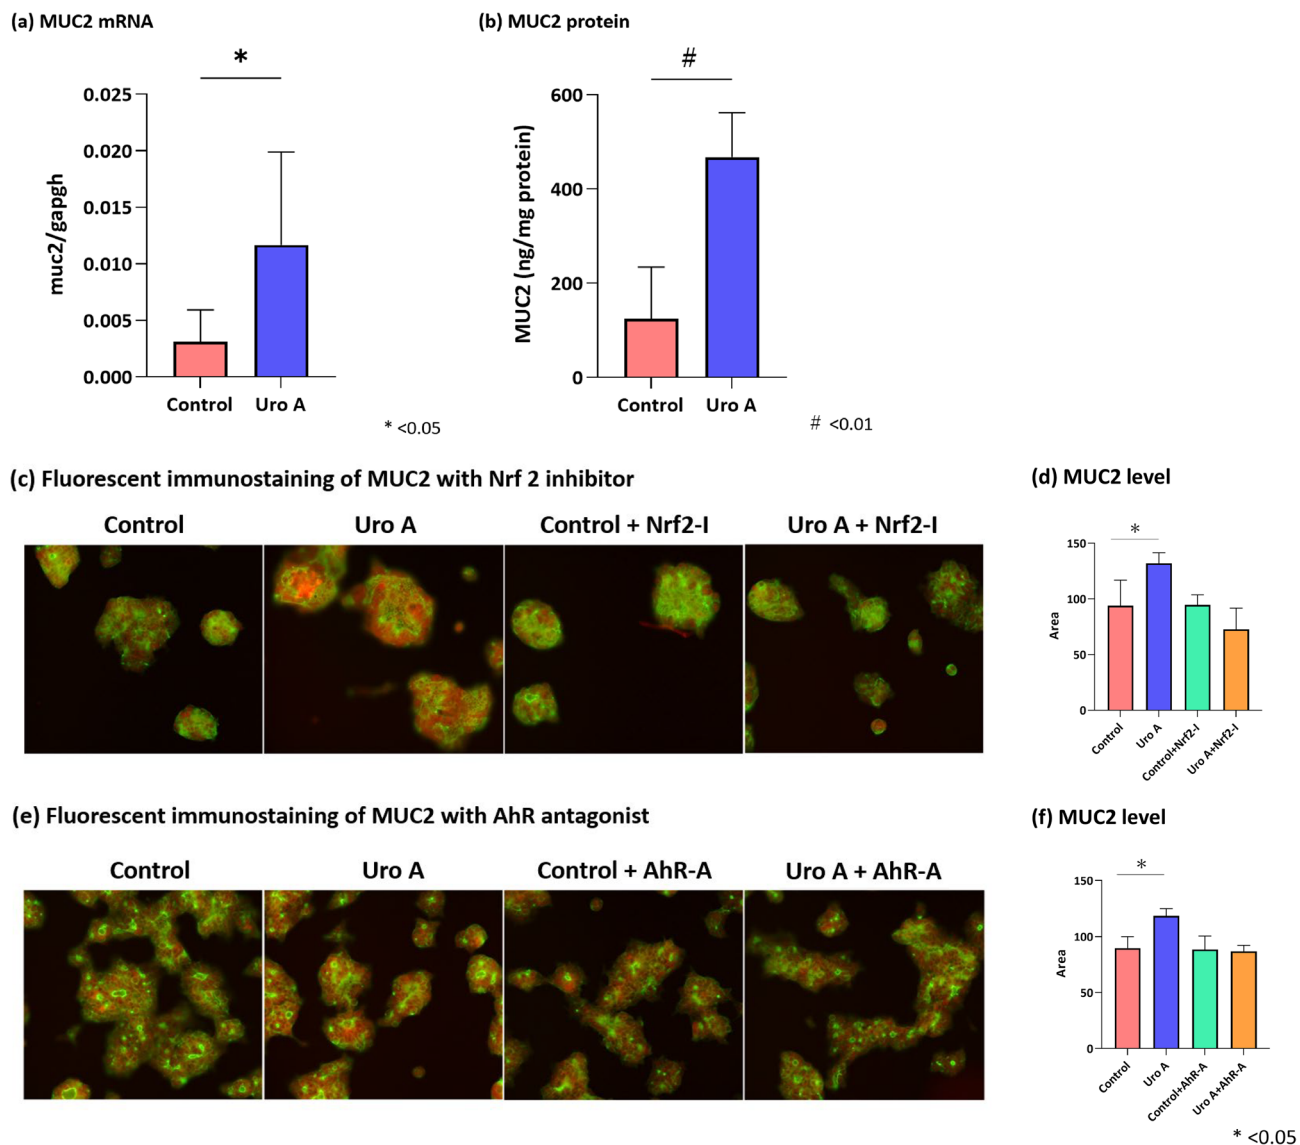 (a) MUC2 mRNA
*
0.025
0.020
0.015
0.010
0.005
0.000
muc2/gapgh
Control Uro A
* <0.05
(b) MUC2 protein
#
600
400
200
0
MUC2 (ng/mg protein)
Control Uro A
# <0.01
(c) Fluorescent immunostaining of MUC2 with Nrf 2 inhibitor
Control Uro A Control + Nrf2-I Uro A + Nrf2-I
(d) MUC2 level
*
150
100
50
0
Area
Control
Uro A
Control+Nrf2-I
Uro A+Nrf2-I
(e) Fluorescent immunostaining of MUC2 with AhR antagonist
Control Uro A Control + AhR-A Uro A + AhR-A
(f) MUC2 level
*
150
100
50
0
Area
Control
Uro A
Control+AhR-A
Uro A+AhR-A
* <0.05